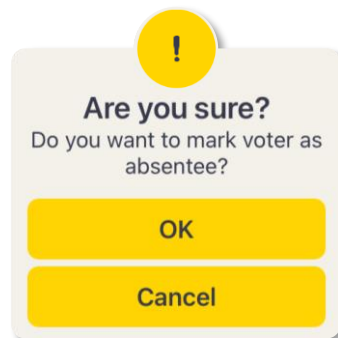 !
Are you sure?
Do you want to mark voter as
absentee?
OK
Cancel